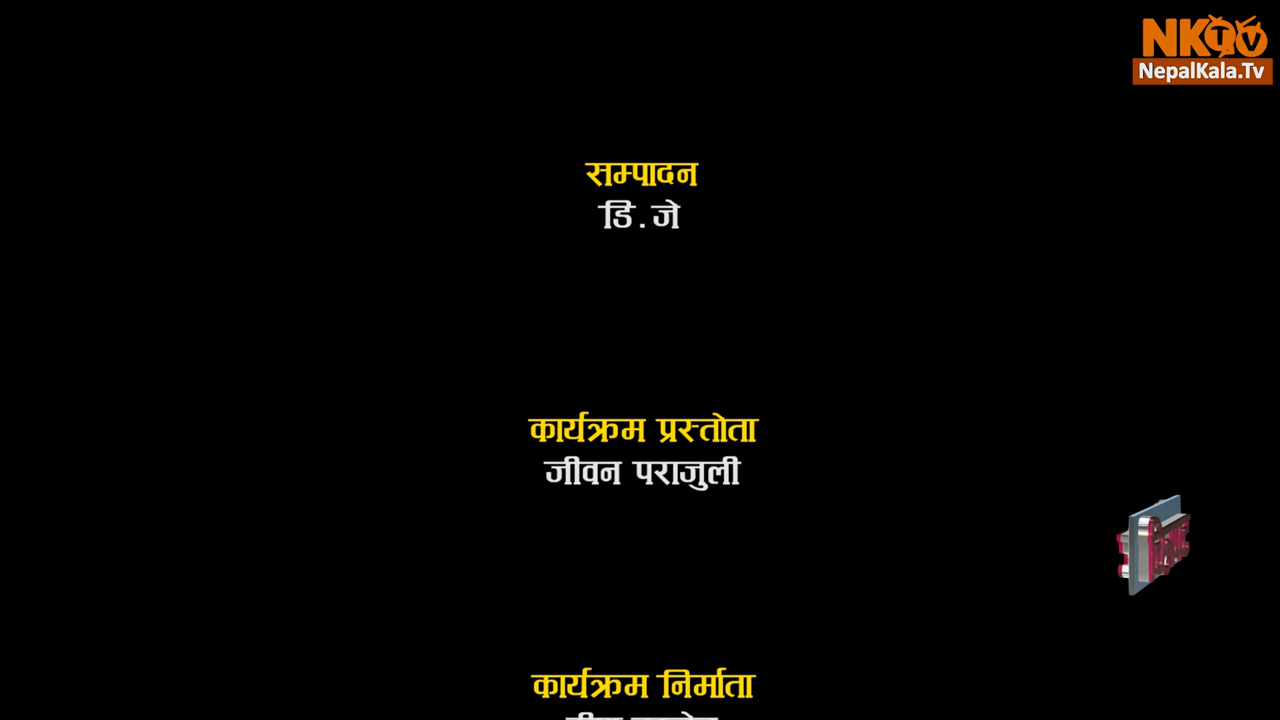 NKTV
NepalKala.Tv
सम्पादन
डि.जे
कार्यक्रम प्रस्तोता
जीवन पराजुली
कार्यक्रम निर्माता